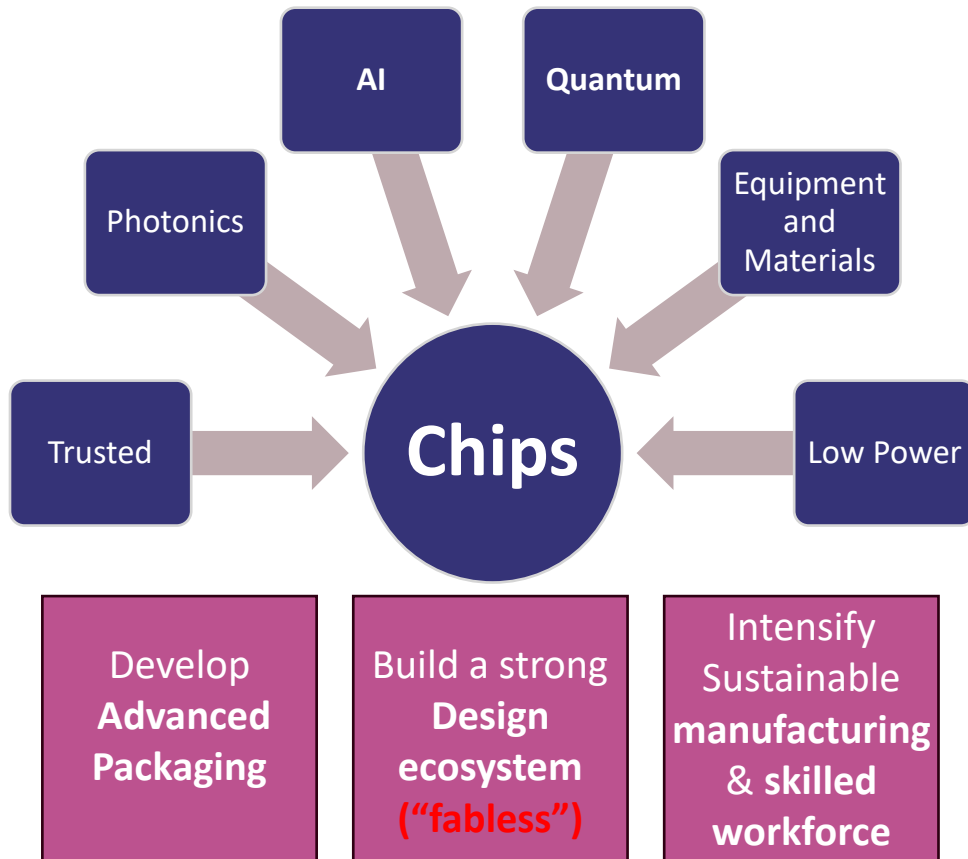 AI
Quantum
Photonics
Equipment
and
Materials
Trusted
Chips
Low Power
Develop
Advanced
Packaging
Build a strong
Design
ecosystem
(“fabless”)
Intensify
Sustainable
manufacturing
& skilled
workforce